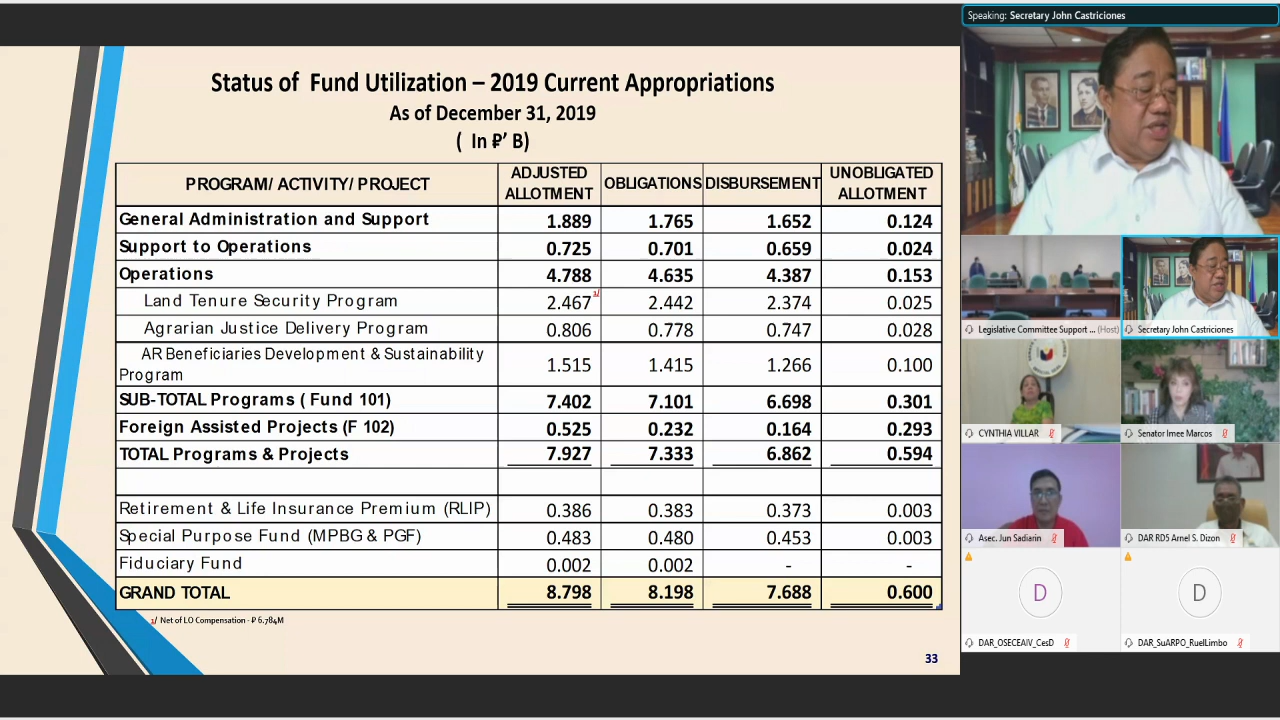 Speaking: Secretary John Castriciones
Status of Fund Utilization – 2019 Current Appropriations
As of December 31, 2019
( In ₽' B)
PROGRAM/ ACTIVITY/ PROJECT ADJUSTED ALLOTMENT OBLIGATIONS DISBURSEMENT UNOBLIGATED ALLOTMENT
General Administration and Support 1.889 1.765 1.652 0.124
Support to Operations 0.725 0.701 0.659 0.024
Operations 4.788 4.635 4.387 0.153
Land Tenure Security Program 2.467 1/ 2.442 2.374 0.025
Agrarian Justice Delivery Program 0.806 0.778 0.747 0.028
AR Beneficiaries Development & Sustainability
Program 1.515 1.415 1.266 0.100
SUB-TOTAL Programs ( Fund 101) 7.402 7.101 6.698 0.301
Foreign Assisted Projects (F 102) 0.525 0.232 0.164 0.293
TOTAL Programs & Projects 7.927 7.333 6.862 0.594
Retirement & Life Insurance Premium (RLIP) 0.386 0.383 0.373 0.003
Special Purpose Fund (MPBG & PGF) 0.483 0.480 0.453 0.003
Fiduciary Fund 0.002 0.002 - -
GRAND TOTAL 8.798 8.198 7.688 0.600
1/ Net of LO Compensation - ₽ 6.784M
33
Legislative Committee Support ... (Host)
Secretary John Castriciones
CYNTHIA VILLAR
Senator Imee Marcos
Asec. Jun Sadiarin
DAR RD5 Arnel S. Dizon
D
D
DAR_OSECEAIV_CesD
DAR_SuARPO_RuelLimbo